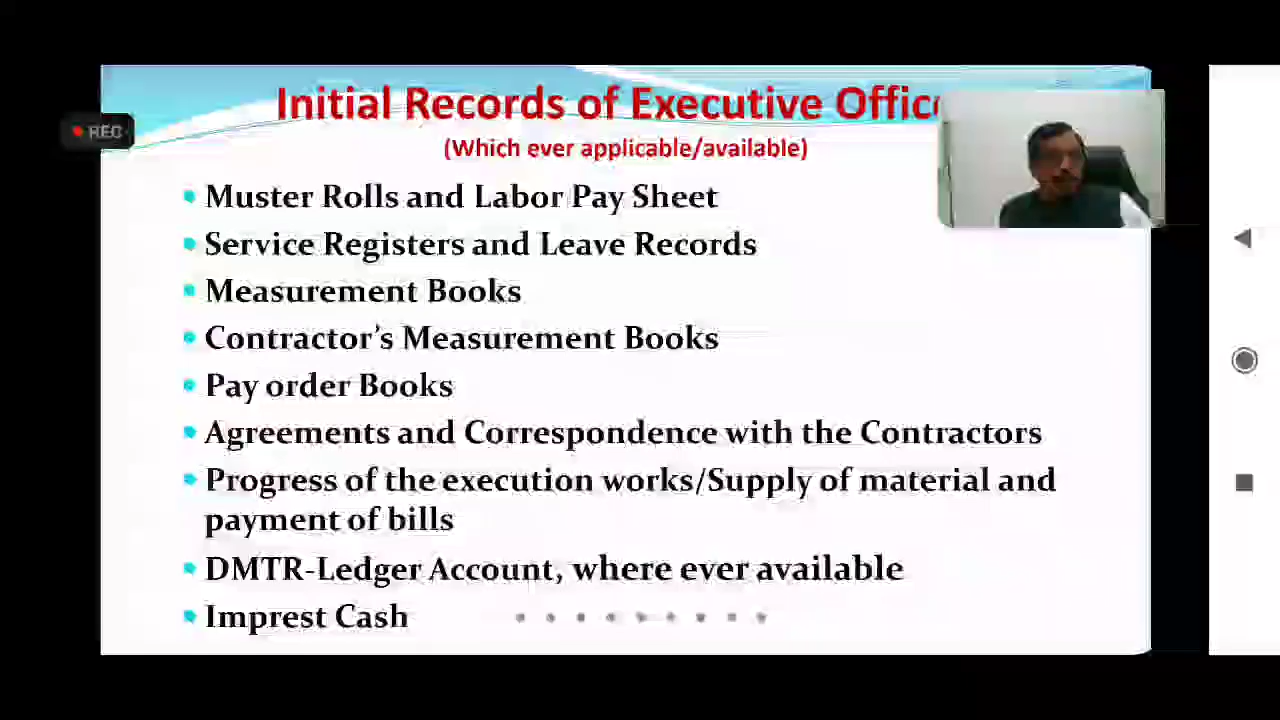 Initial Records of Executive Offic
REC
(Which ever applicable/available)
Muster Rolls and Labor Pay Sheet
Service Registers and Leave Records
Measurement Books
Contractor’s Measurement Books
Pay order Books
Agreements and Correspondence with the Contractors
Progress of the execution works/Supply of material and
payment of bills
DMTR-Ledger Account, where ever available
Imprest Cash